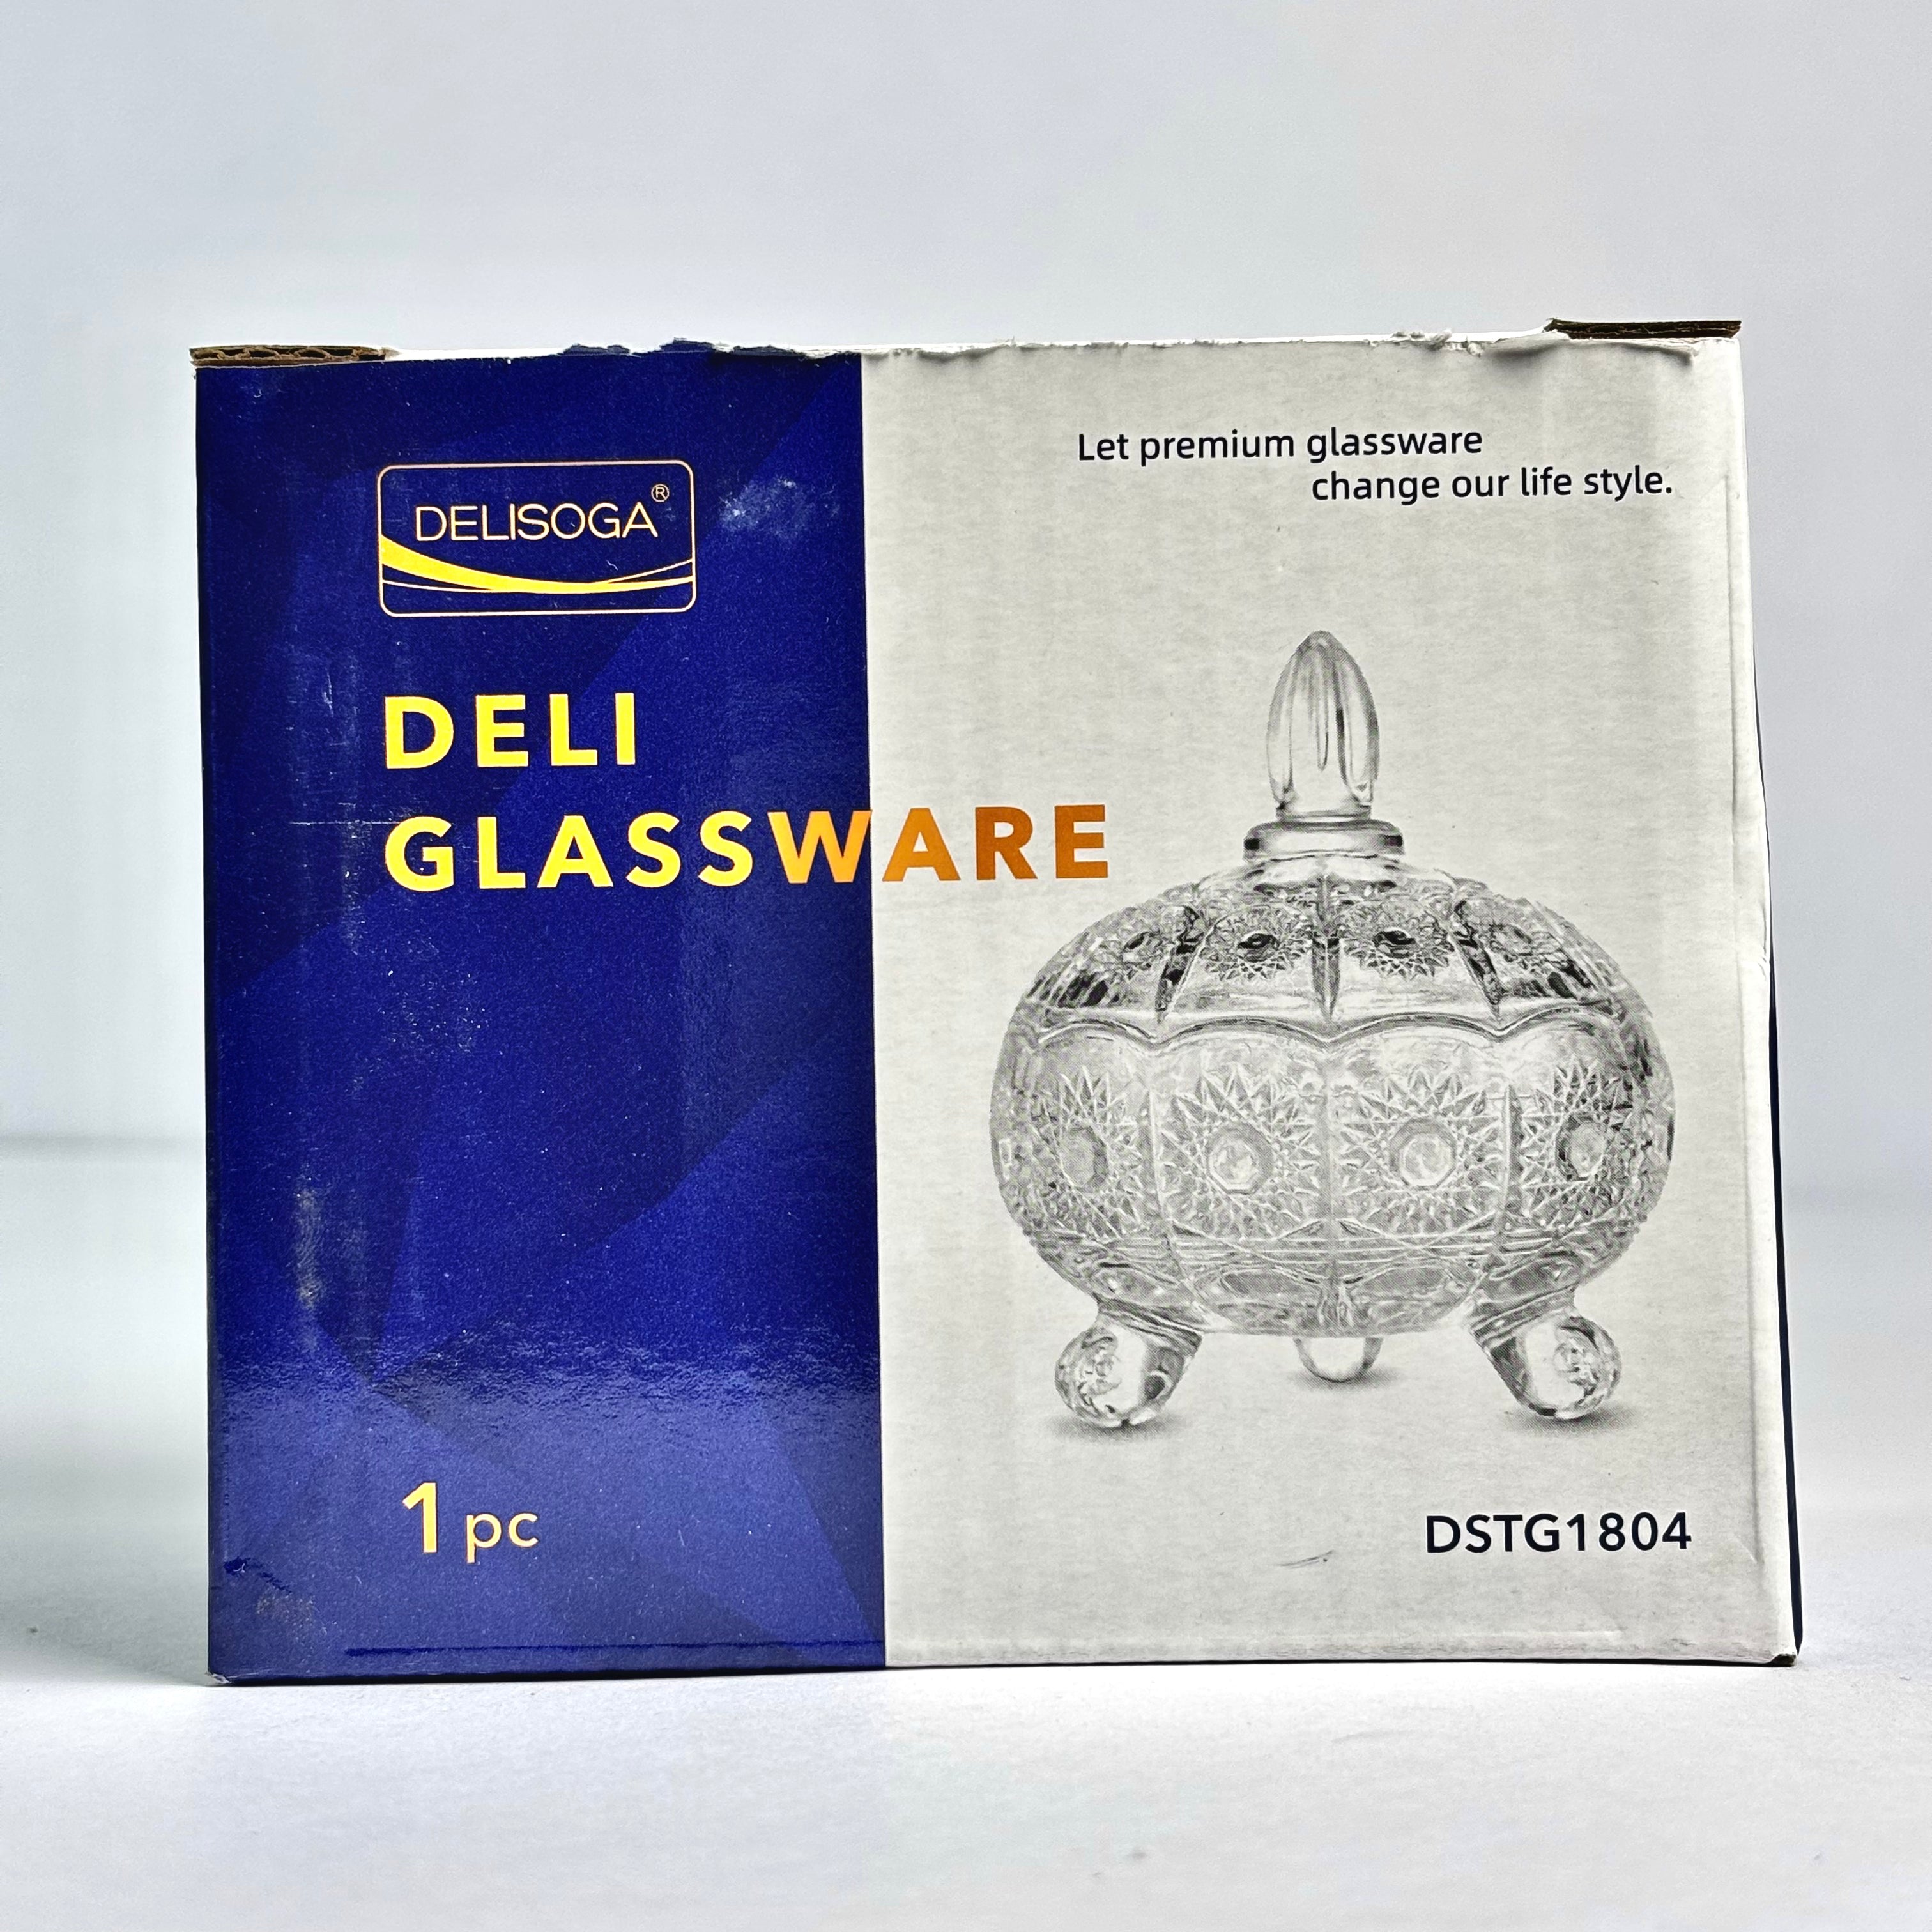 DELISOGA®
DELI
GLASSWARE
1 pc
Let premium glassware
change our life style.
DSTG1804